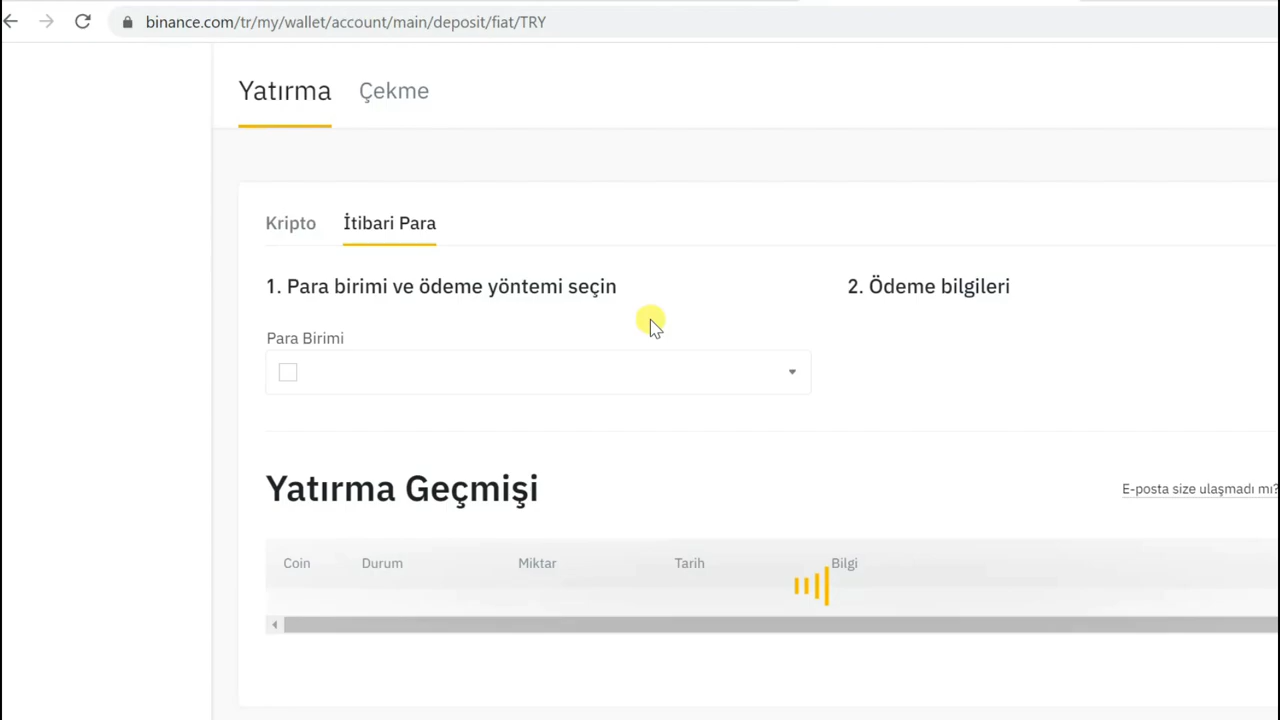 binance.com/tr/my/wallet/account/main/deposit/fiat/TRY
Yatırma Çekme
Kripto İtibari Para
1. Para birimi ve ödeme yöntemi seçin 2. Ödeme bilgileri
Para Birimi
Yatırma Geçmişi
E-posta size ulaşmadı mı?
Coin Durum Miktar Tarih Bilgi